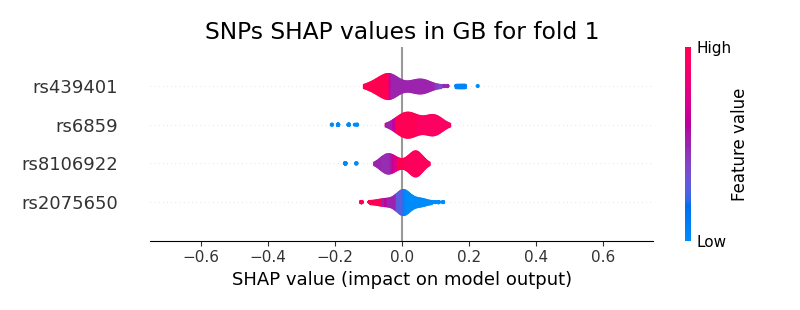 SNPs SHAP values in GB for fold 1
High
rs439401
rs6859
rs8106922
rs2075650
Feature value
Low
−0.6 −0.4 −0.2 0.0 0.2 0.4 0.6
SHAP value (impact on model output)